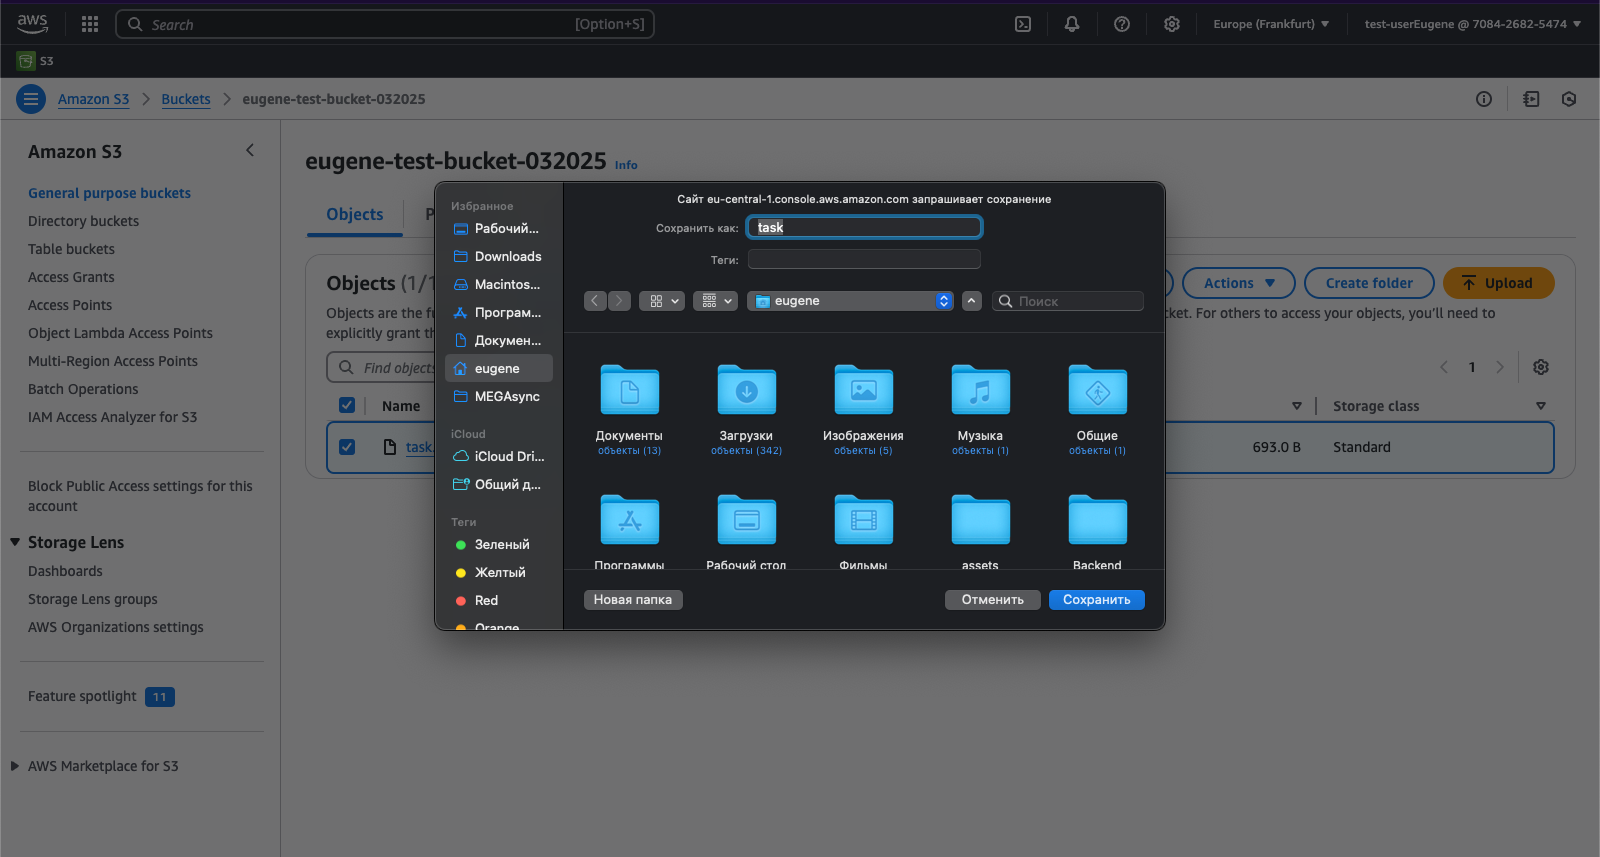 aws
Search
[Option+S]
Europe (Frankfurt)
test-userEugene @ 7084-2682-5474
S3
Amazon S3
Buckets
eugene-test-bucket-032025
Amazon S3
General purpose buckets
Directory buckets
Table buckets
Access Grants
Access Points
Object Lambda Access Points
Multi-Region Access Points
Batch Operations
IAM Access Analyzer for S3
Block Public Access settings for this
account
Storage Lens
Dashboards
Storage Lens groups
AWS Organizations settings
Feature spotlight 11
AWS Marketplace for S3
eugene-test-bucket-032025 Info
Objects
Objects (1/1
Actions
Create folder
Upload
Objects are the
ket. For others to access your objects, you'll need to
explicitly grant
Find objects
1
Name
Storage class
task.
693.0 B
Standard
Избранное
Рабочий...
Downloads
Macintos...
Програм...
Докумен...
eugene
MEGAsync
iCloud
iCloud Dri...
Общий д...
Теги
Зеленый
Желтый
Red
Orange
Сайт eu-central-1.console.aws.amazon.com запрашивает сохранение
Сохранить как: task
Теги:
eugene
Поиск
Документы
объекты (13)
Загрузки
объекты (342)
Изображения
объекты (5)
Музыка
объекты (1)
Общие
объекты (1)
Программы
Рабочий стол
Фильмы
assets
Backend
Новая папка
Отменить
Сохранить